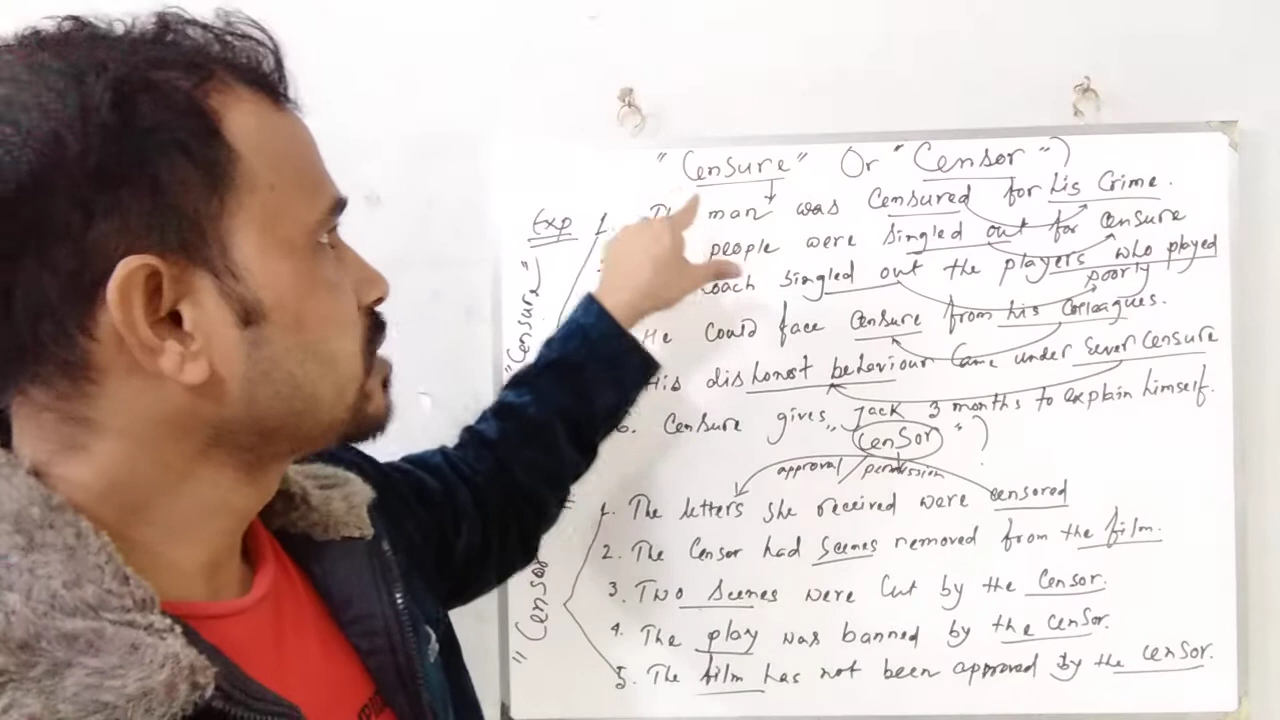 "Censure" Or "Censor")
Exp
"Censure"
1. Th man was Censured for his Crime.
people were singled out for censure
oach singled out the players who played
poorly
He could face censure from his colleagues.
His dishonest behaviour came under sever censure
6. Censure gives,, Jack 3 months to explain himself.
censor ")
approval/permission
"Censor
1. The letters she received were censored
2. The censor had scenes removed from the film.
3. Two scenes were cut by the censor.
4. The play was banned by the censor.
5. The film has not been approved by the censor.